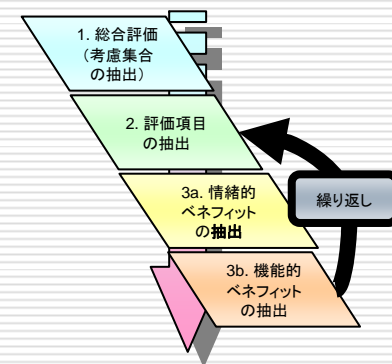 1. 総合評価
（考慮集合
の抽出）
2. 評価項目
の抽出
3a. 情緒的
ベネフィット
の抽出
繰り返し
3b. 機能的
ベネフィット
の抽出